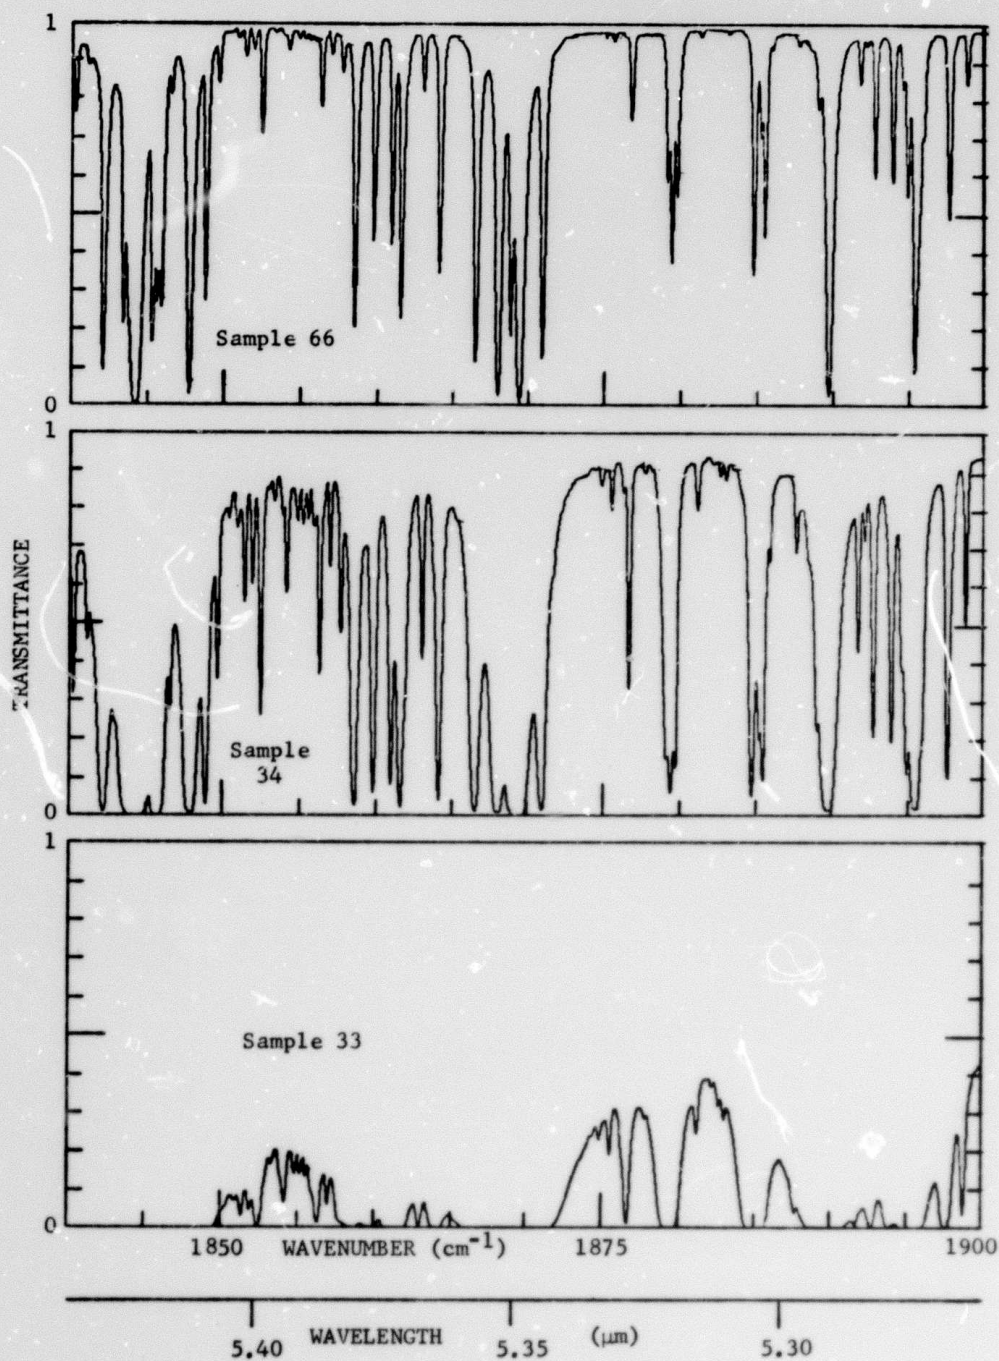 1
Sample 66
0
1
TRANSMITTANCE
Sample
34
0
1
Sample 33
0
1850 WAVENUMBER (cm⁻¹) 1875 1900
5.40 WAVELENGTH 5.35 (μm) 5.30